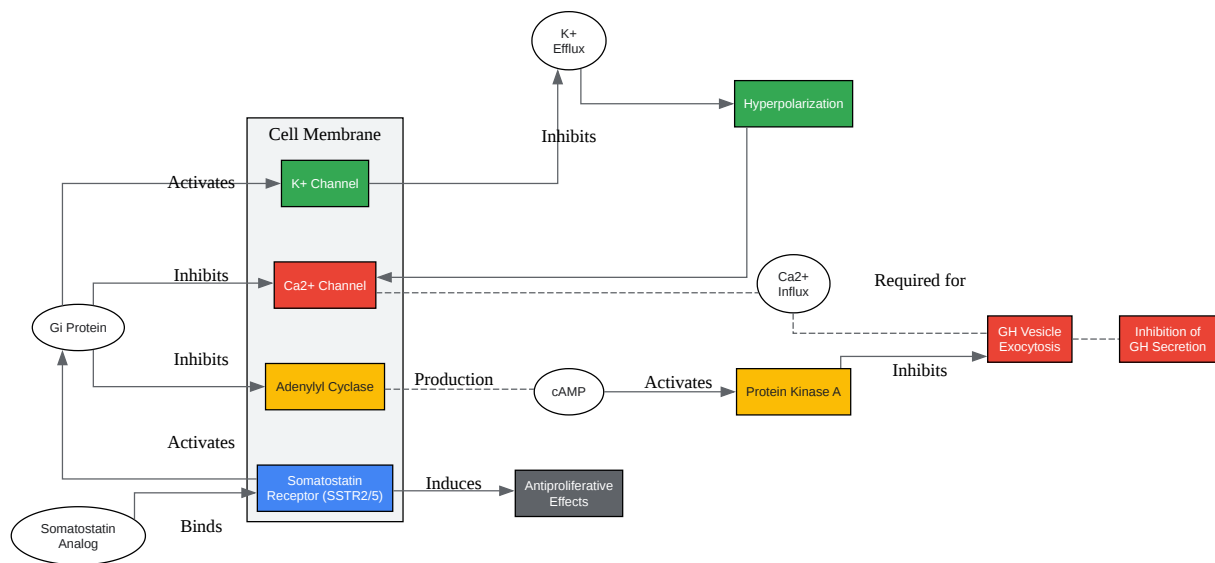 K+
Efflux
Hyperpolarization
Inhibits
Cell Membrane
Activates
K+ Channel
Inhibits
Ca2+ Channel
Ca2+
Influx
Required for
Gi Protein
GH Vesicle
Exocytosis
Inhibition of
GH Secretion
Inhibits
Adenylyl Cyclase
Production
cAMP
Activates
Protein Kinase A
Inhibits
Activates
Somatostatin
Receptor (SSTR2/5)
Induces
Antiproliferative
Effects
Binds
Somatostatin
Analog